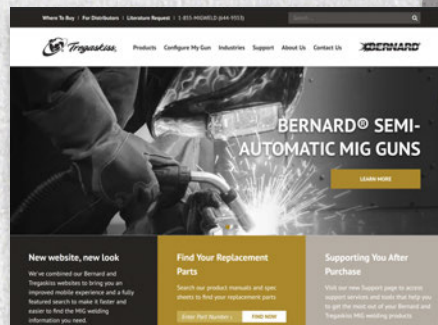 Where To Buy / For Distributors / Literature Request / 1-855-MIGWELD (644-9353)
Search...
Tregaskiss
Products Configure My Gun Industries Support About Us Contact Us
BERNARD®
BERNARD® SEMI-
AUTOMATIC MIG GUNS
LEARN MORE
New website, new look
We've combined our Bernard and
Tregaskiss websites to bring you an
improved mobile experience and a fully
featured search to make it faster and
easier to find the MIG welding
information you need.
Find Your Replacement
Parts
Search our product manuals and spec
sheets to find your replacement parts
Enter Part Number
FIND NOW
Supporting You After
Purchase
Visit our new Support page to access
support services and tools that help you
to get the most out of your Bernard and
Tregaskiss MIG welding products